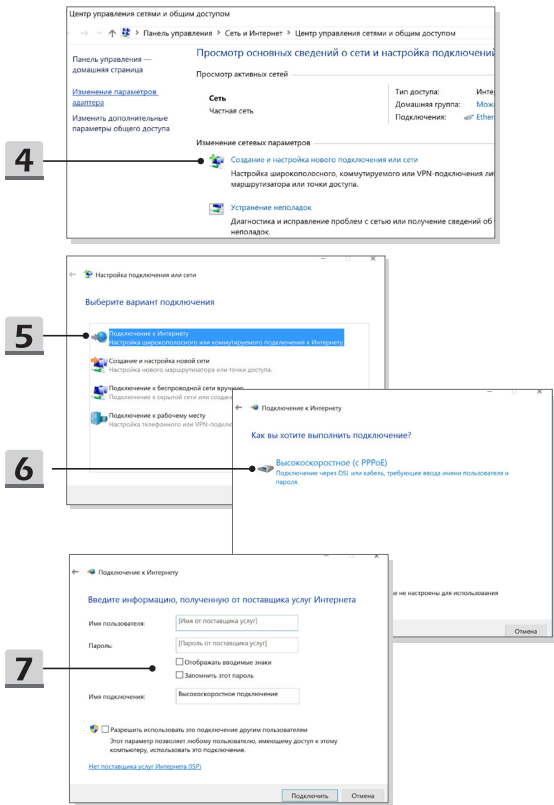 Центр управления сетями и общим доступом
Панель управления › Сеть и Интернет › Центр управления сетями и общим доступом
Панель управления —
домашняя страница
Изменение параметров
адаптера
Изменить дополнительные
параметры общего доступа
Просмотр основных сведений о сети и настройка подключений
Просмотр активных сетей
Сеть
Частная сеть
Тип доступа: Инте
Домашняя группа: Мож
Подключения: Ether
Изменение сетевых параметров
4
Создание и настройка нового подключения или сети
Настройка широкополосного, коммутируемого или VPN-подключения ли
маршрутизатора или точки доступа.
Устранение неполадок
Диагностика и исправление проблем с сетью или получение сведений об
неполадок.
Настройка подключения или сети
Выберите вариант подключения
5
Подключение к Интернету
Настройка широкополосного или коммутируемого подключения к Интернету.
Создание и настройка новой сети
Настройка нового маршрутизатора или точки доступа.
Подключение к беспроводной сети вручную
Подключение к скрытой сети или создан
Подключение к рабочему месту
Настройка телефонного или VPN-подклю
Подключение к Интернету
Как вы хотите выполнить подключение?
6
Высокоскоростное (с PPPoE)
Подключение через DSL или кабель, требующее ввода имени пользователя и
пароля.
е не настроены для использования
Отмена
Подключение к Интернету
Введите информацию, полученную от поставщика услуг Интернета
Имя пользователя: [Имя от поставщика услуг]
Пароль: [Пароль от поставщика услуг]
7
Отображать вводимые знаки
Запомнить этот пароль
Имя подключения: Высокоскоростное подключение
Разрешить использовать это подключение другим пользователям
Этот параметр позволяет любому пользователю, имеющему доступ к этому
компьютеру, использовать это подключение.
Нет поставщика услуг Интернета (ISP)
Подключить Отмена